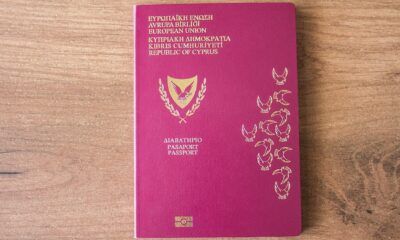 ΕΥΡΩΠΑΪΚΗ ΕΝΩΣΗ
AVRUPA BİRLİĞİ
EUROPEAN UNION
ΚΥΠΡΙΑΚΗ ΔΗΜΟΚΡΑΤΙΑ
KIBRIS CUMHURİYETİ
REPUBLIC OF CYPRUS
ΔΙΑΒΑΤΗΡΙΟ
PASAPORT
PASSPORT